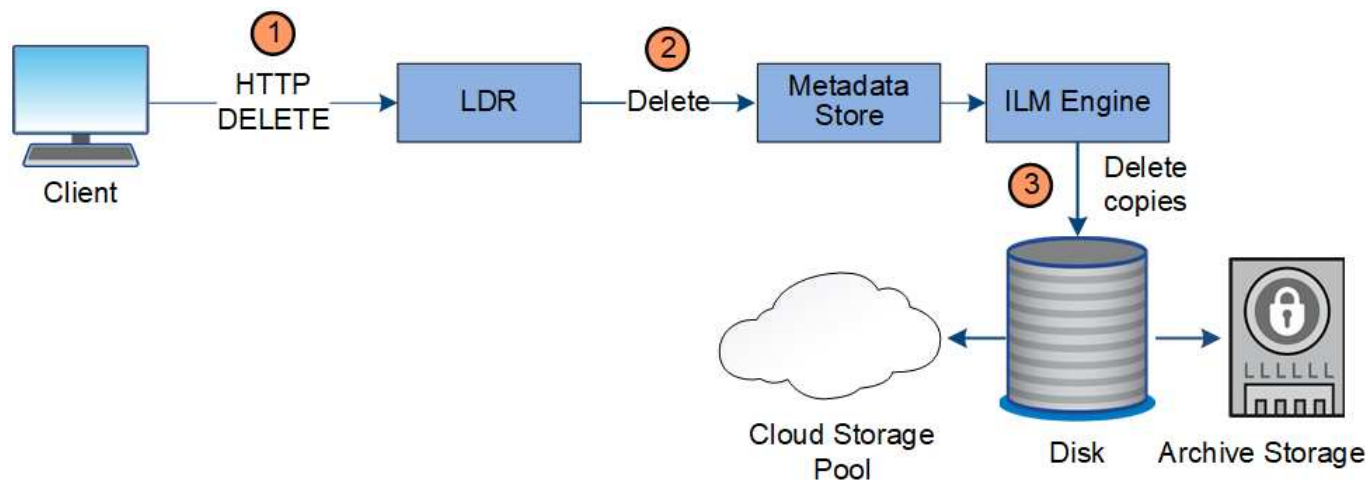 1
HTTP
DELETE
Client
LDR
2
Delete
Metadata
Store
ILM Engine
3
Delete
copies
Cloud Storage
Pool
Disk
LLLLLL
Archive Storage